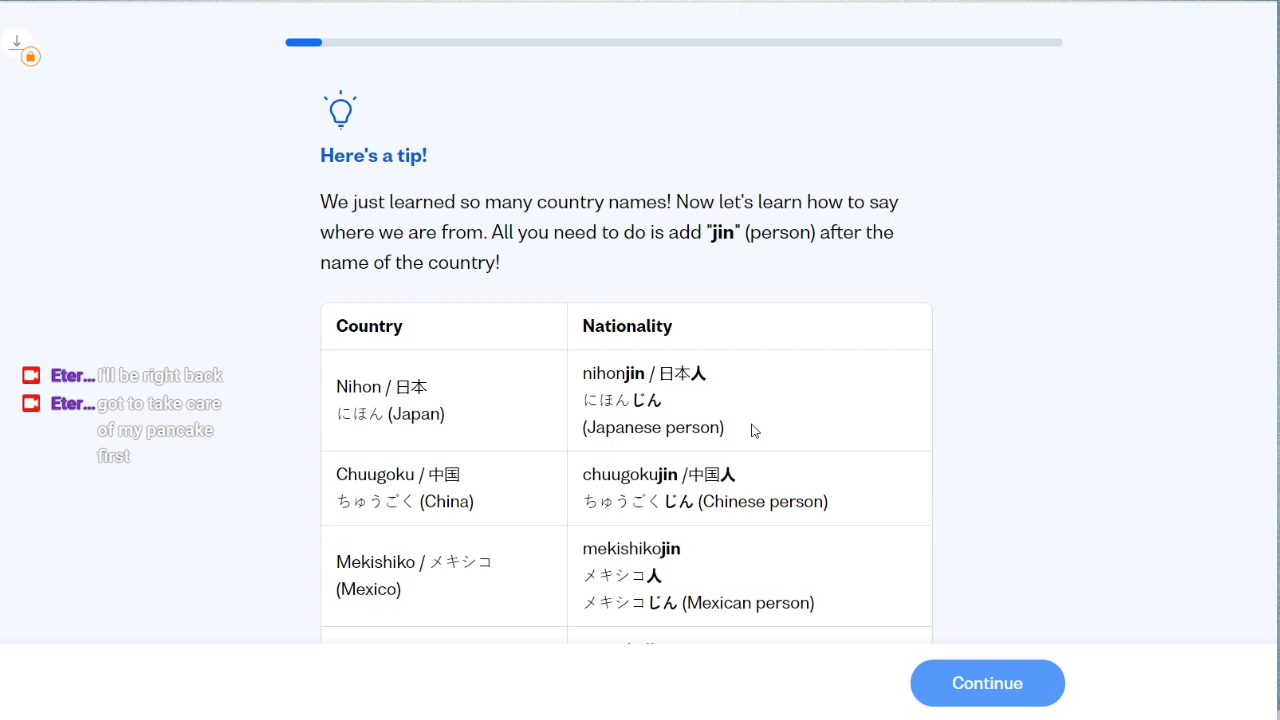 Here's a tip!
We just learned so many country names! Now let's learn how to say
where we are from. All you need to do is add "jin" (person) after the
name of the country!
Country
Nationality
Nihon / 日本
にほん (Japan)
nihonjin / 日本人
にほんじん
(Japanese person)
Chuugoku / 中国
ちゅうごく (China)
chuugokujin /中国人
ちゅうごくじん (Chinese person)
Mekishiko / メキシコ
(Mexico)
mekishikojin
メキシコ人
メキシコじん (Mexican person)
Eter... I'll be right back
Eter... got to take care
of my pancake
first
Continue